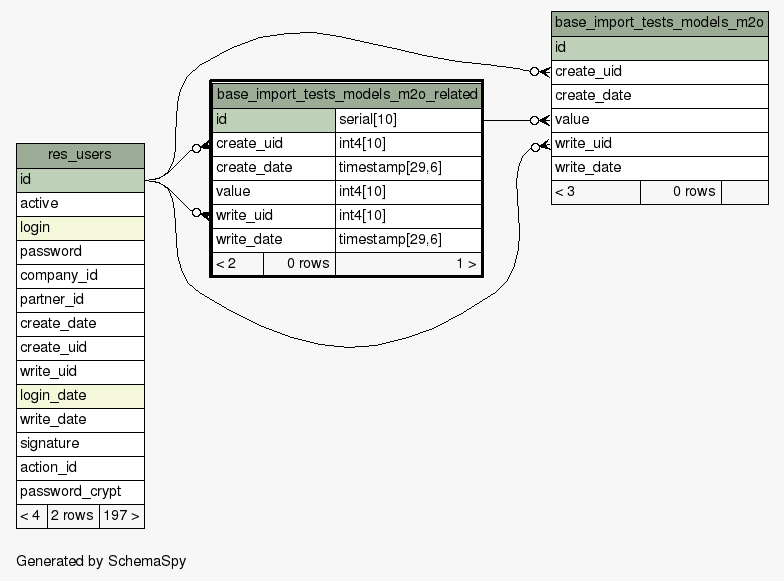 base_import_tests_models_m2o
id
create_uid
create_date
value
write_uid
write_date
< 3 0 rows
base_import_tests_models_m2o_related
id serial[10]
create_uid int4[10]
create_date timestamp[29,6]
value int4[10]
write_uid int4[10]
write_date timestamp[29,6]
< 2 0 rows 1 >
res_users
id
active
login
password
company_id
partner_id
create_date
create_uid
write_uid
login_date
write_date
signature
action_id
password_crypt
< 4 2 rows 197 >
Generated by SchemaSpy